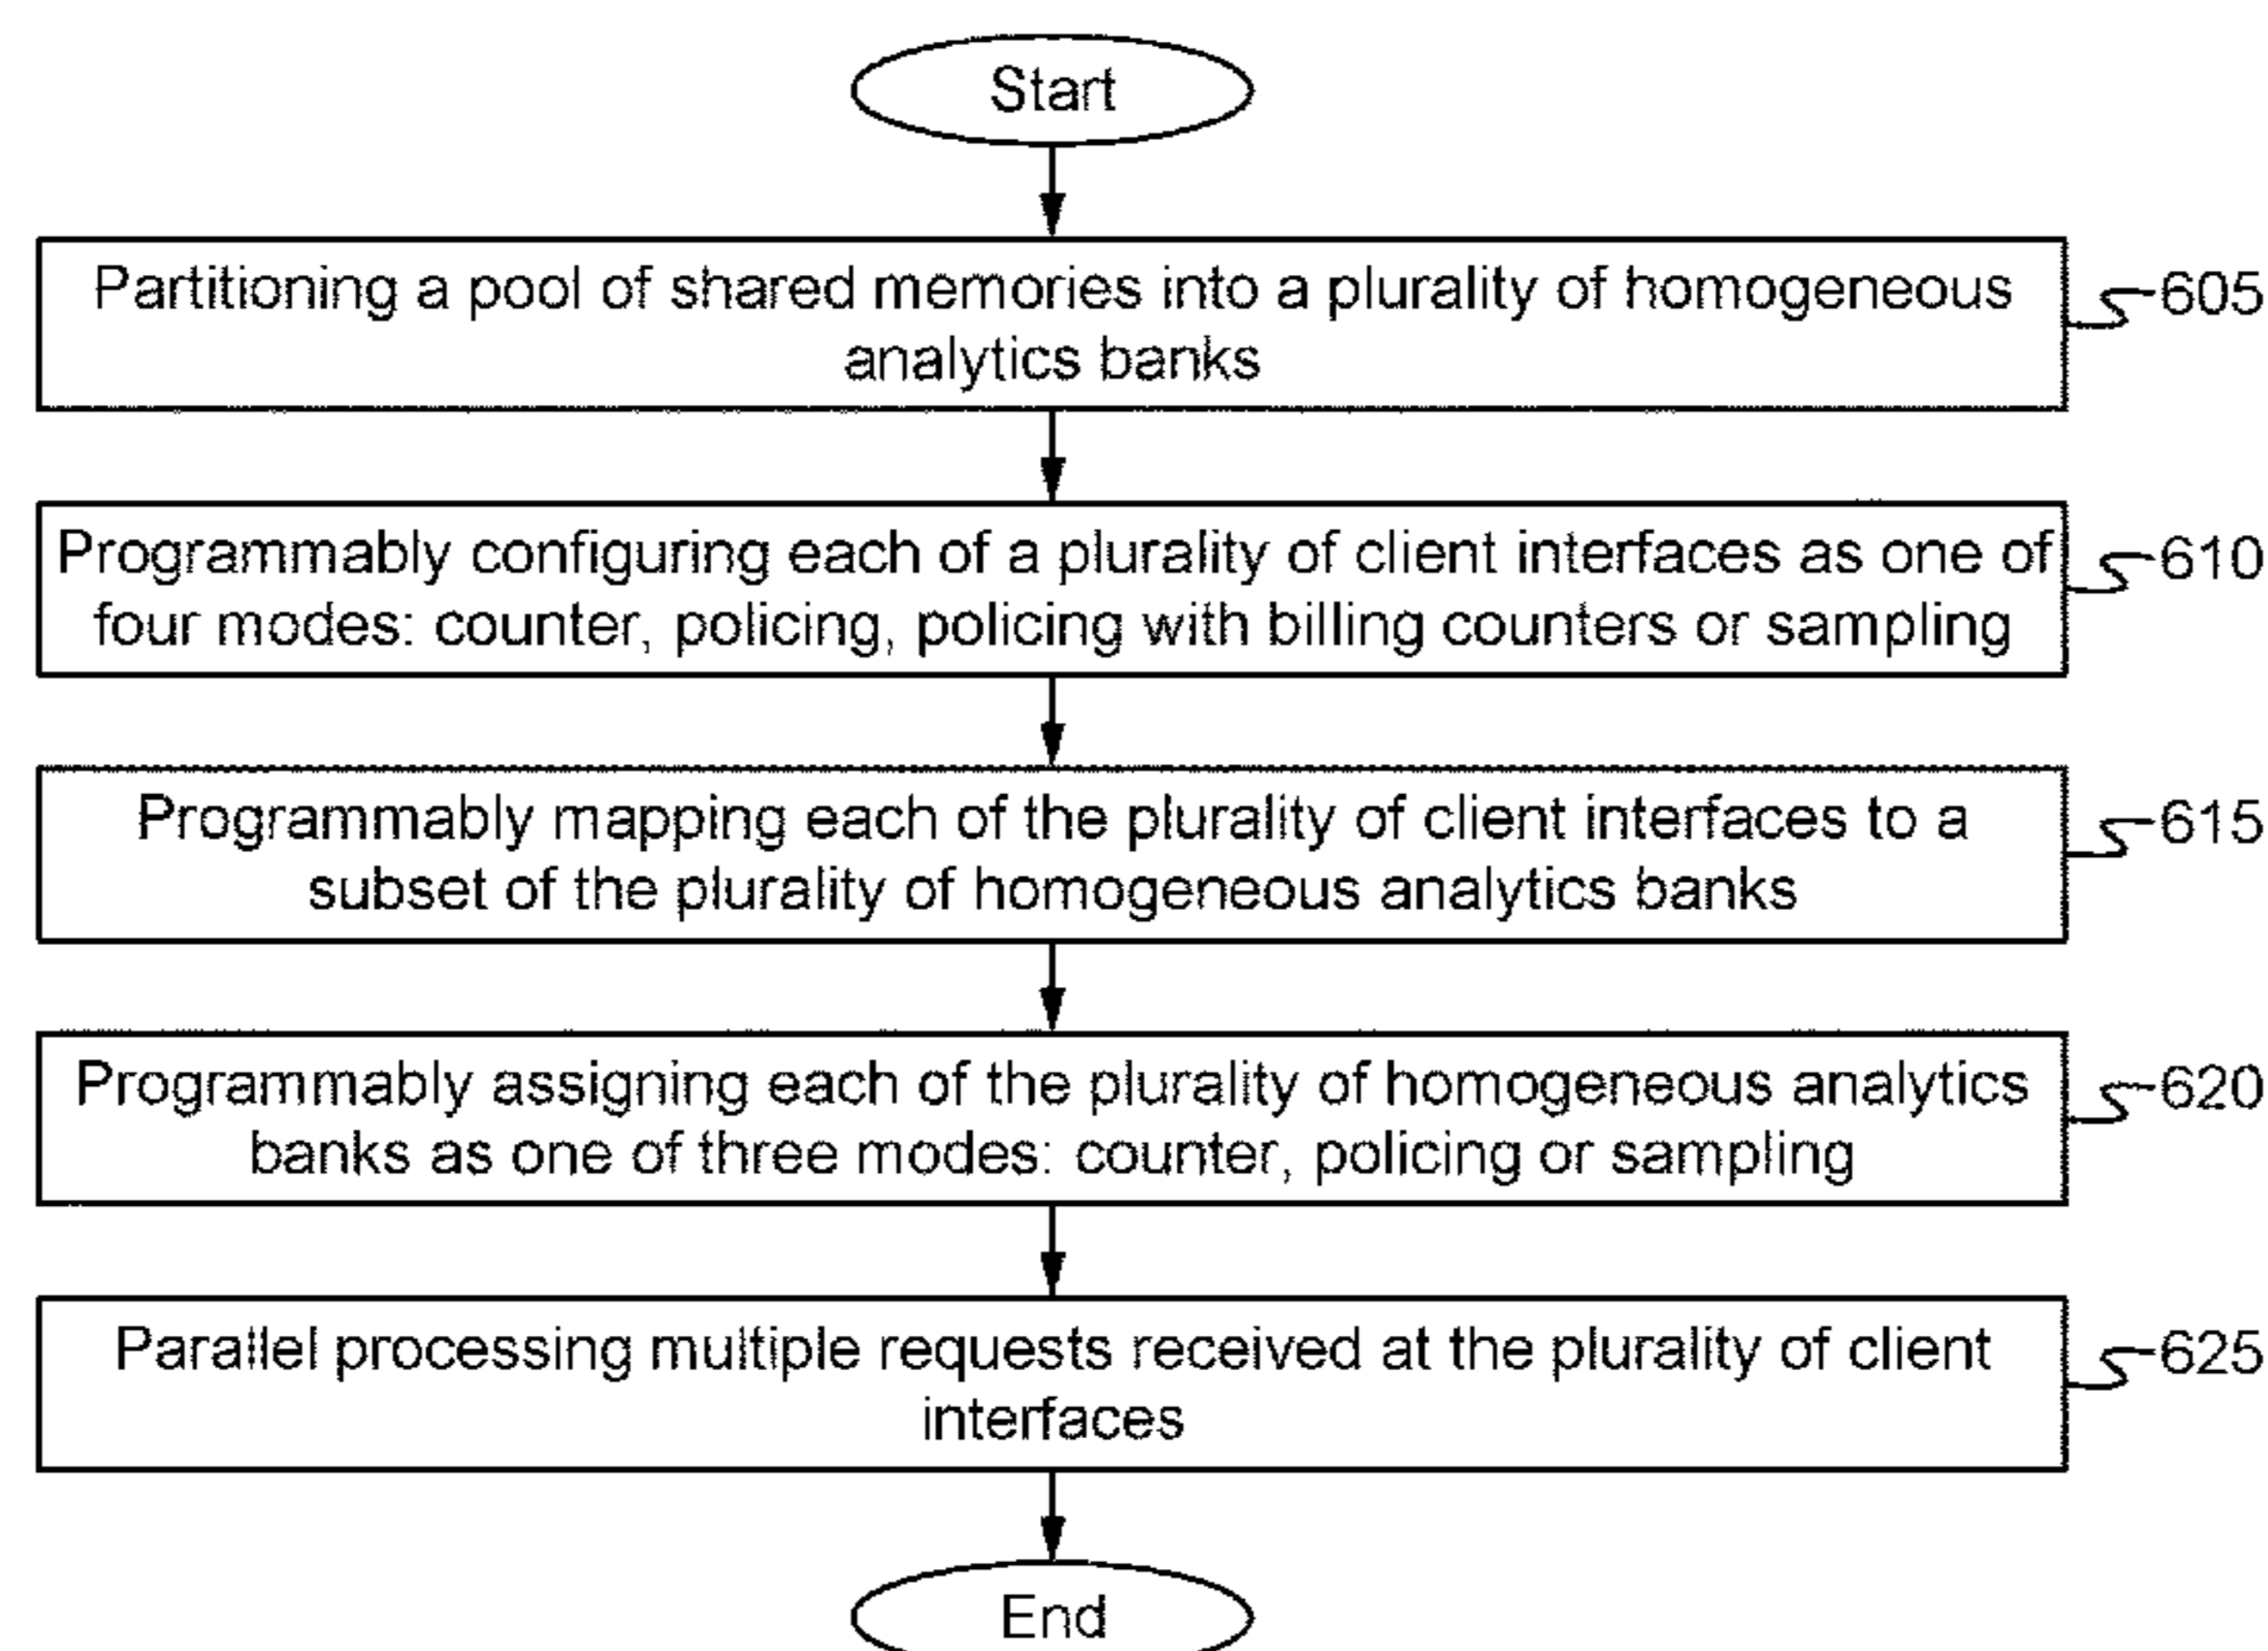 Start
Partitioning a pool of shared memories into a plurality of homogeneous
analytics banks
605
Programmably configuring each of a plurality of client interfaces as one of
four modes: counter, policing, policing with billing counters or sampling
610
Programmably mapping each of the plurality of client interfaces to a
subset of the plurality of homogeneous analytics banks
615
Programmably assigning each of the plurality of homogeneous analytics
banks as one of three modes: counter, policing or sampling
620
Parallel processing multiple requests received at the plurality of client
interfaces
625
End